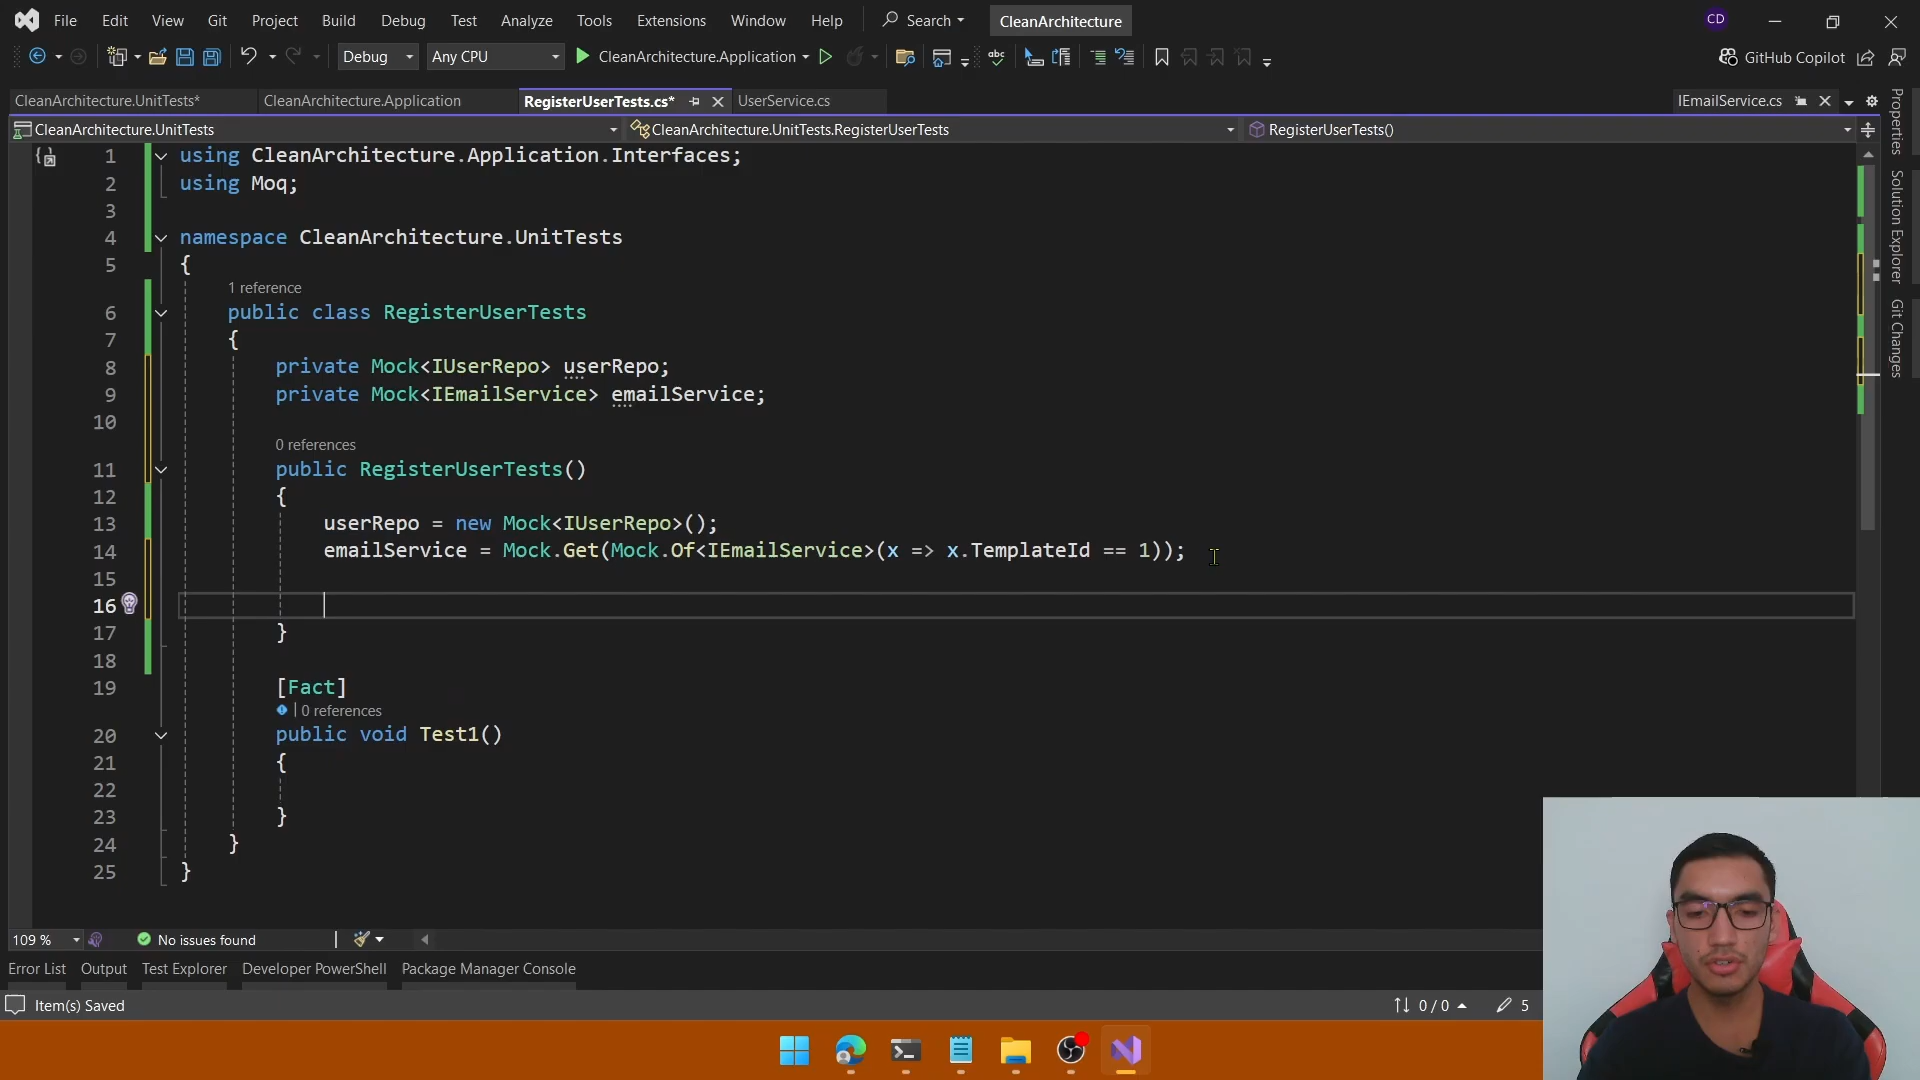 File Edit View Git Project Build Debug Test Analyze Tools Extensions Window Help Search CleanArchitecture CD
Debug Any CPU CleanArchitecture.Application GitHub Copilot
CleanArchitecture.UnitTests* CleanArchitecture.Application RegisterUserTests.cs* UserService.cs IEmailService.cs
CleanArchitecture.UnitTests CleanArchitecture.UnitTests.RegisterUserTests RegisterUserTests()
1 using CleanArchitecture.Application.Interfaces;
2 using Moq;
3
4 namespace CleanArchitecture.UnitTests
5 {
1 reference
6 public class RegisterUserTests
7 {
8 private Mock<IUserRepo> userRepo;
9 private Mock<IEmailService> emailService;
10
0 references
11 public RegisterUserTests()
12 {
13 userRepo = new Mock<IUserRepo>();
14 emailService = Mock.Get(Mock.Of<IEmailService>(x => x.TemplateId == 1));
15
16
17 }
18
19 [Fact]
| 0 references
20 public void Test1()
21 {
22
23 }
24 }
25 }
Properties
Solution Explorer
Git Changes
109 % No issues found
Error List Output Test Explorer Developer PowerShell Package Manager Console
Item(s) Saved 0 / 0 5